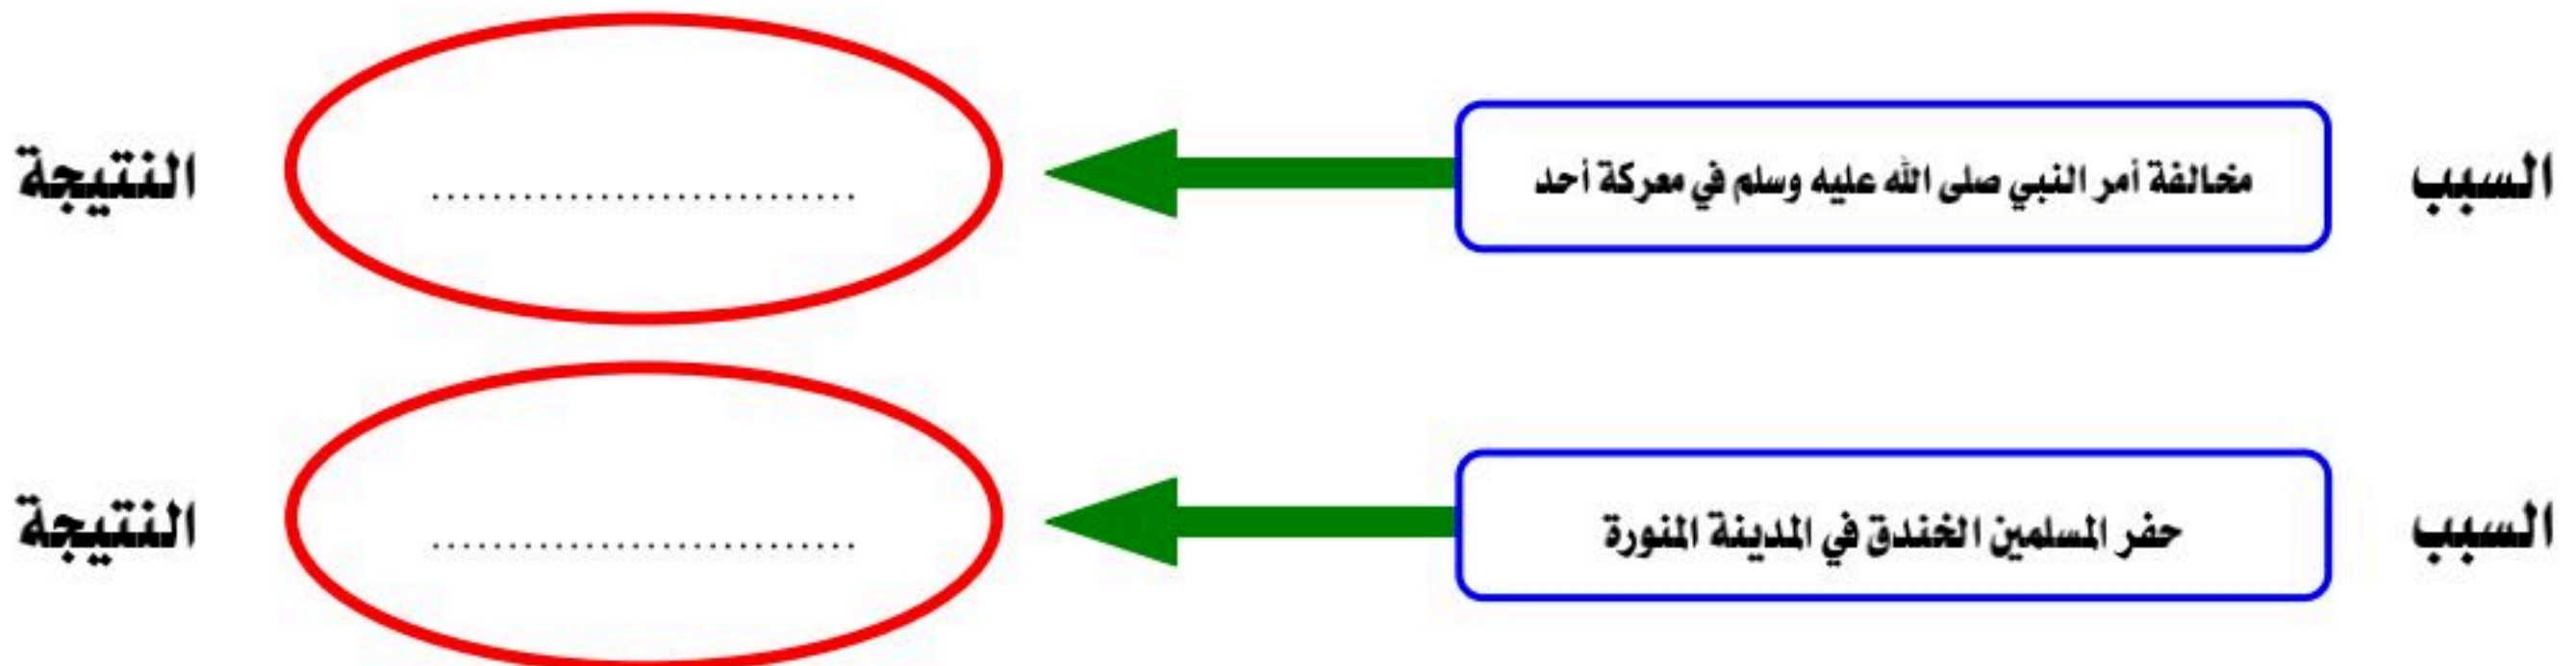 السبب
مخالفة أمر النبي صلى الله عليه وسلم في معركة أحد
............................
النتيجة
السبب
حفر المسلمين الخندق في المدينة المنورة
............................
النتيجة